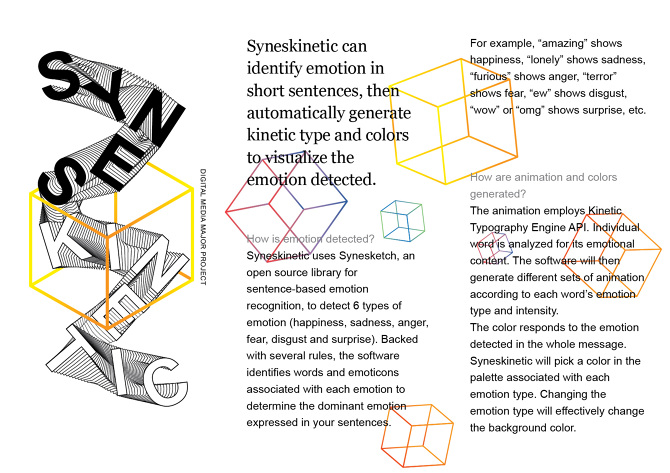 SYN
ESKINETIC
DIGITAL MEDIA MAJOR PROJECT
Syneskinetic can
identify emotion in
short sentences, then
automatically generate
kinetic type and colors
to visualize the
emotion detected.
How is emotion detected?
Syneskinetic uses Synesketch, an
open source library for
sentence-based emotion
recognition, to detect 6 types of
emotion (happiness, sadness, anger,
fear, disgust and surprise). Backed
with several rules, the software
identifies words and emoticons
associated with each emotion to
determine the dominant emotion
expressed in your sentences.
For example, “amazing” shows
happiness, “lonely” shows sadness,
“furious” shows anger, “terror”
shows fear, “ew” shows disgust,
“wow” or “omg” shows surprise, etc.
How are animation and colors
generated?
The animation employs Kinetic
Typography Engine API. Individual
word is analyzed for its emotional
content. The software will then
generate different sets of animation
according to each word’s emotion
type and intensity.
The color responds to the emotion
detected in the whole message.
Syneskinetic will pick a color in the
palette associated with each
emotion type. Changing the
emotion type will effectively change
the background color.